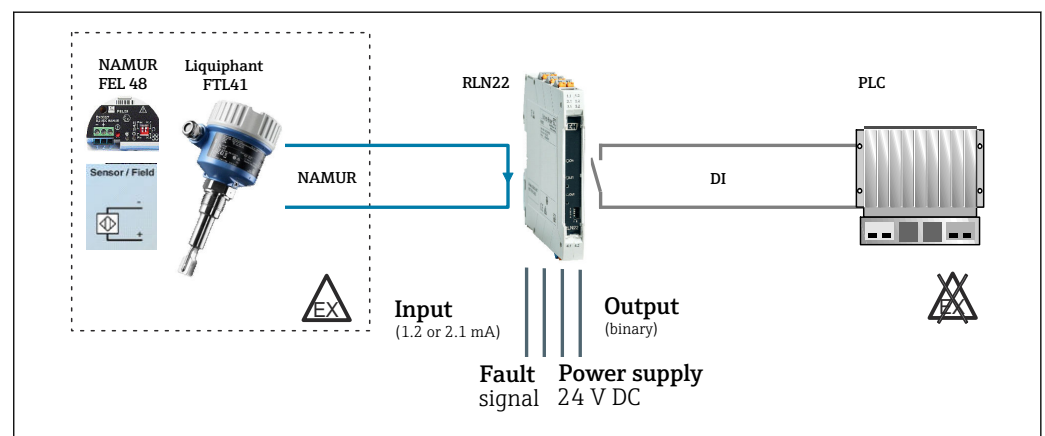 NAMUR
FEL 48
Liquiphant
FTL41
RLN22
PLC
Sensor / Field
-
+
NAMUR
DI
EX
EX
Input
(1.2 or 2.1 mA)
Output
(binary)
Fault
signal
Power supply
24 V DC